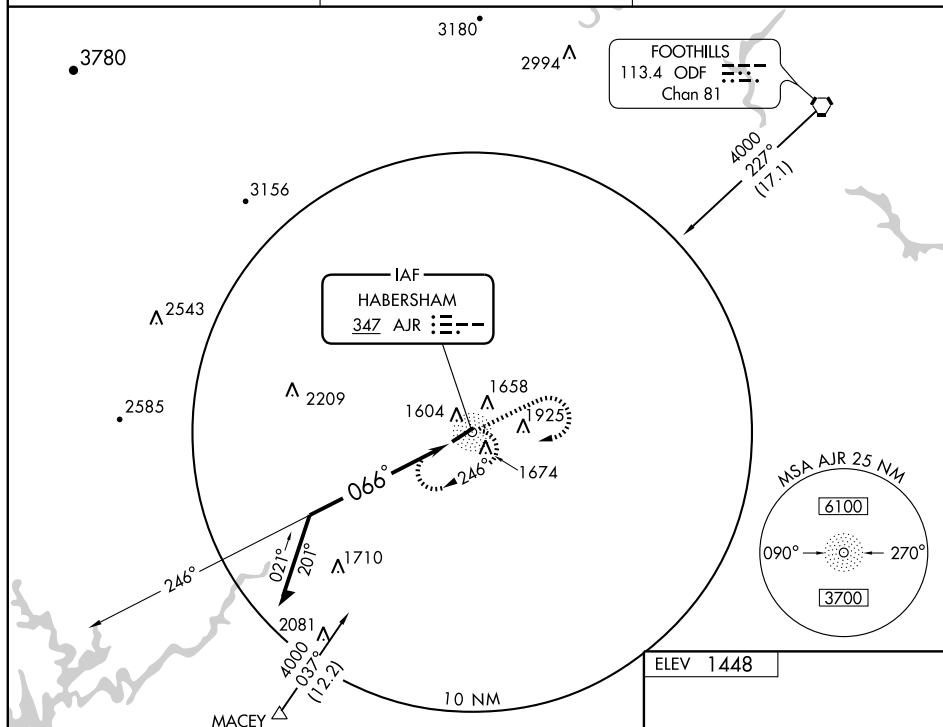 3180
3780
2994
FOOTHILLS
113.4 ODF
Chan 81
4000
227°
(17.1)
3156
IAF
HABERSHAM
347 AJR
2543
2209
2585
1658
1604
1925
066°
246°
1674
MSA AJR 25 NM
6100
090°
270°
3700
021°
201°
1710
246°
2081
4000
037°
(12.2)
10 NM
MACEY
ELEV 1448